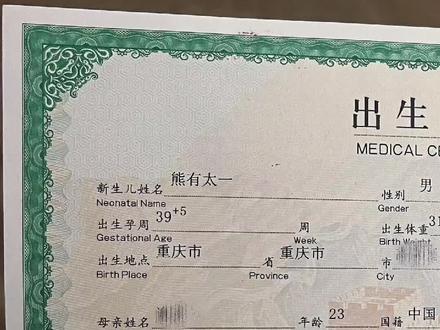 出生
MEDICAL CE
新生儿姓名 熊有太一 性别 男
Neonatal Name Gender
出生孕周 39+5 周 出生体重 31
Gestational Age Week Birth Weight
出生地点 重庆市 省 重庆市 市
Birth Place Province City
母亲姓名 年龄 23 国籍 中国